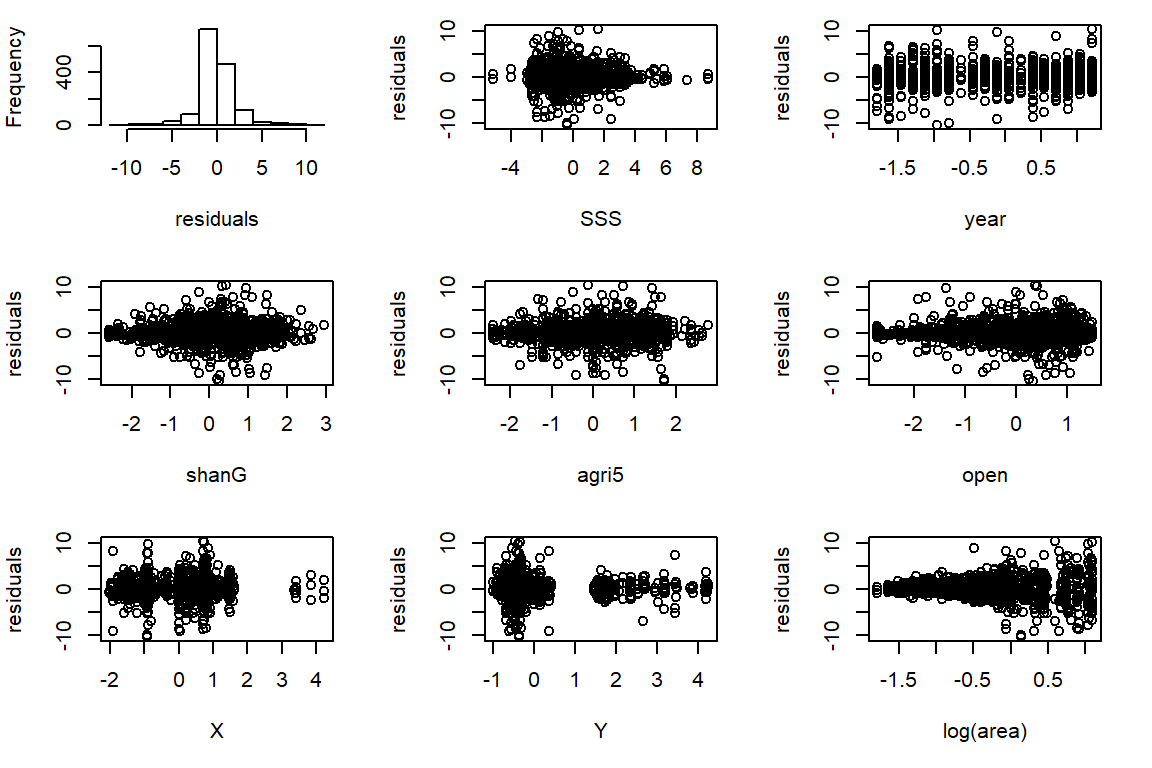 Frequency
0 400
-10 -5 0 5 10
residuals
residuals
-10 0 10
-4 0 2 4 6 8
SSS
residuals
-10 0 10
-1.5 -0.5 0.5
year
residuals
-10 0 10
-2 -1 0 1 2 3
shanG
residuals
-10 0 10
-2 -1 0 1 2
agri5
residuals
-10 0 10
-2 -1 0 1
open
residuals
-10 0 10
-2 0 1 2 3 4
X
residuals
-10 0 10
-1 0 1 2 3 4
Y
residuals
-10 0 10
-1.5 -0.5 0.5
log(area)